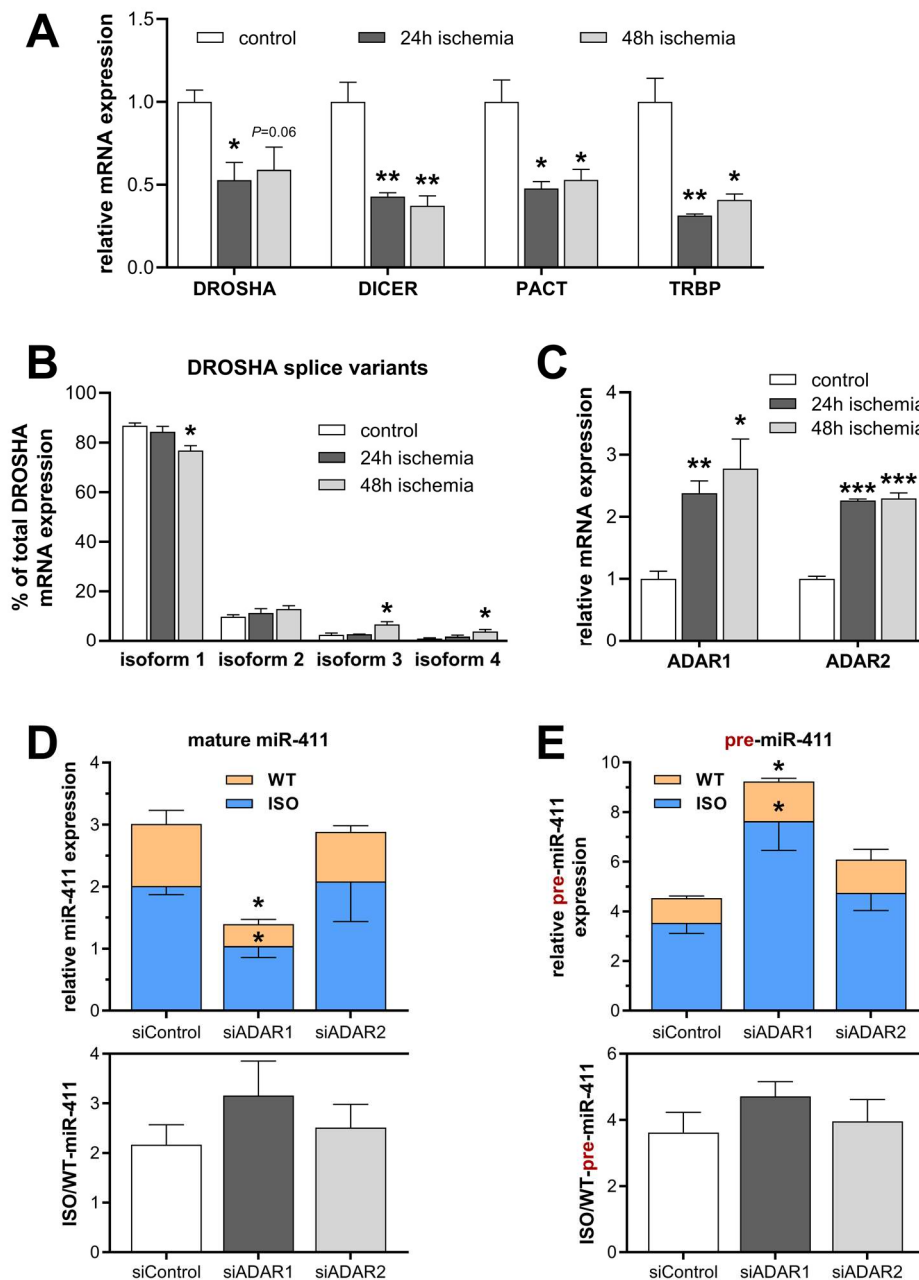 A
control 24h ischemia 48h ischemia
relative mRNA expression
1.5
1.0
0.5
0.0
* P=0.06
** **
* *
** *
DROSHA DICER PACT TRBP
B
DROSHA splice variants
% of total DROSHA
mRNA expression
100
80
60
40
20
0
control
24h ischemia
48h ischemia
*
*
*
isoform 1 isoform 2 isoform 3 isoform 4
C
control
24h ischemia
48h ischemia
relative mRNA expression
4
3
2
1
0
** *
*** ***
ADAR1 ADAR2
D
mature miR-411
WT
ISO
relative miR-411 expression
4
3
2
1
0
*
*
siControl siADAR1 siADAR2
ISO/WT-miR-411
4
3
2
1
0
siControl siADAR1 siADAR2
E
pre-miR-411
WT
ISO
relative pre-miR-411
expression
10
8
6
4
2
0
*
*
siControl siADAR1 siADAR2
ISO/WT-pre-miR-411
6
4
2
0
siControl siADAR1 siADAR2